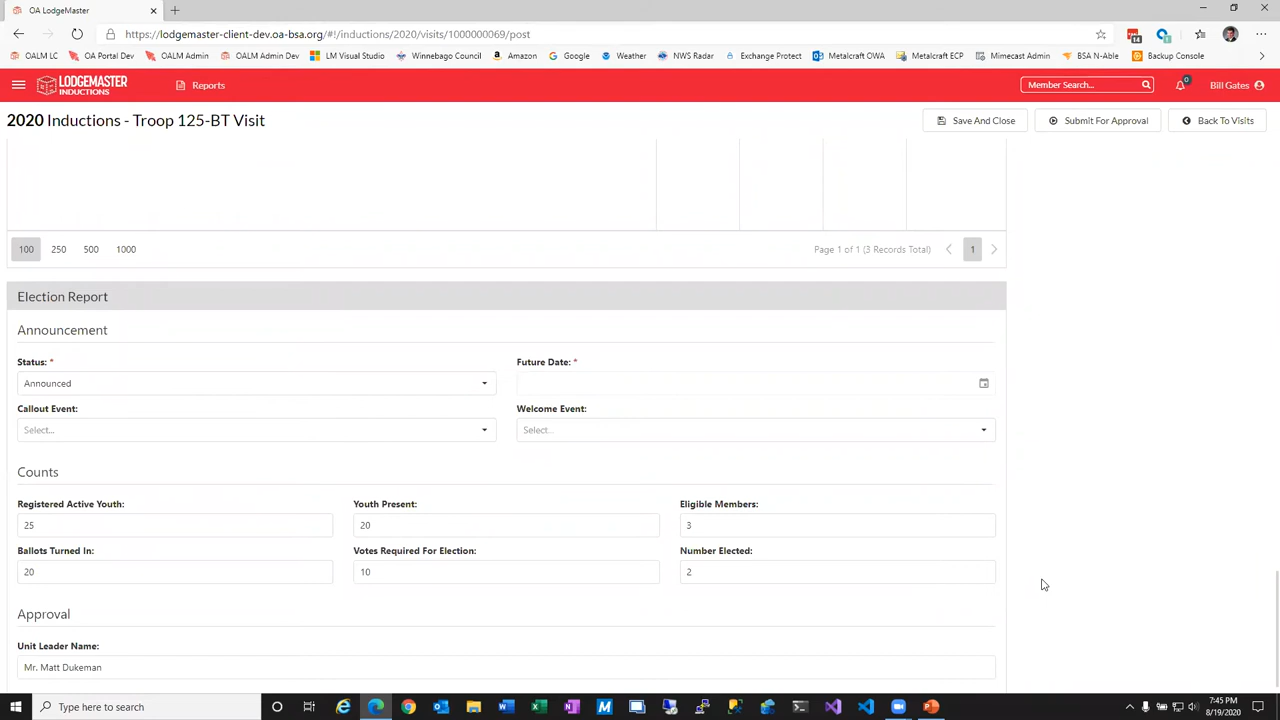 OA LodgeMaster
https://lodgemaster-client-dev.oa-bsa.org/#!/inductions/2020/visits/1000000069/post
14
OALM LC OA Portal Dev OALM Admin OALM Admin Dev LM Visual Studio Winnebago Council Amazon Google Weather NWS Radar Exchange Protect Metalcraft OWA Metalcraft ECP Mimecast Admin BSA N-Able Backup Console
LODGEMASTER
INDUCTIONS
Reports
Member Search...
0
Bill Gates
2020 Inductions - Troop 125-BT Visit
Save And Close Submit For Approval Back To Visits
100 250 500 1000 Page 1 of 1 (3 Records Total) 1
Election Report
Announcement
Status: * Future Date: *
Announced
Callout Event: Welcome Event:
Select... Select...
Counts
Registered Active Youth: Youth Present: Eligible Members:
25 20 3
Ballots Turned In: Votes Required For Election: Number Elected:
20 10 2
Approval
Unit Leader Name:
Mr. Matt Dukeman
Type here to search
7:45 PM
8/19/2020